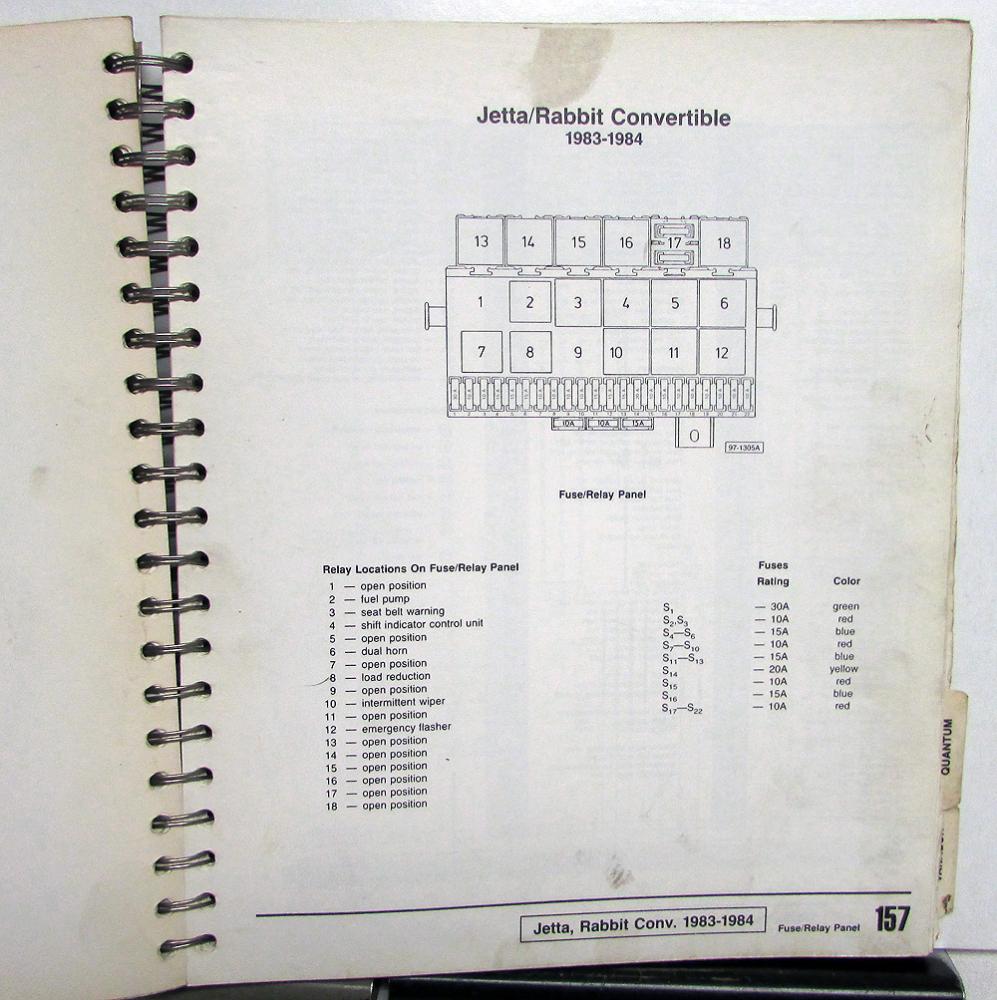 Jetta/Rabbit Convertible
1983-1984
13 14 15 16 17 18
1 2 3 4 5 6
7 8 9 10 11 12
10A 10A 15A
0
97-1305A
Fuse/Relay Panel
Relay Locations On Fuse/Relay Panel
1 — open position
2 — fuel pump
3 — seat belt warning
4 — shift indicator control unit
5 — open position
6 — dual horn
7 — open position
8 — load reduction
9 — open position
10 — intermittent wiper
11 — open position
12 — emergency flasher
13 — open position
14 — open position
15 — open position
16 — open position
17 — open position
18 — open position
Fuses
Rating Color
S1 — 30A green
S2,S3 — 10A red
S4—S6 — 15A blue
S7—S10 — 10A red
S11—S13 — 15A blue
S14 — 20A yellow
S15 — 10A red
S16 — 15A blue
S17—S22 — 10A red
QUANTUM
Jetta, Rabbit Conv. 1983-1984
Fuse/Relay Panel 157